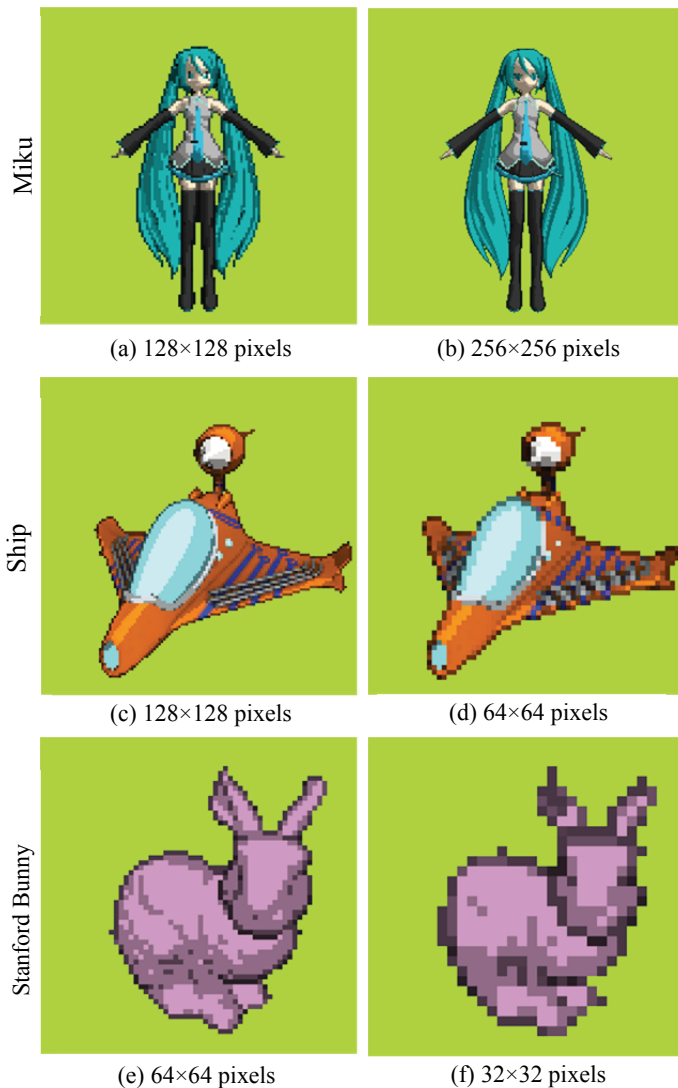 Miku
(a) 128×128 pixels
(b) 256×256 pixels
Ship
(c) 128×128 pixels
(d) 64×64 pixels
Stanford Bunny
(e) 64×64 pixels
(f) 32×32 pixels